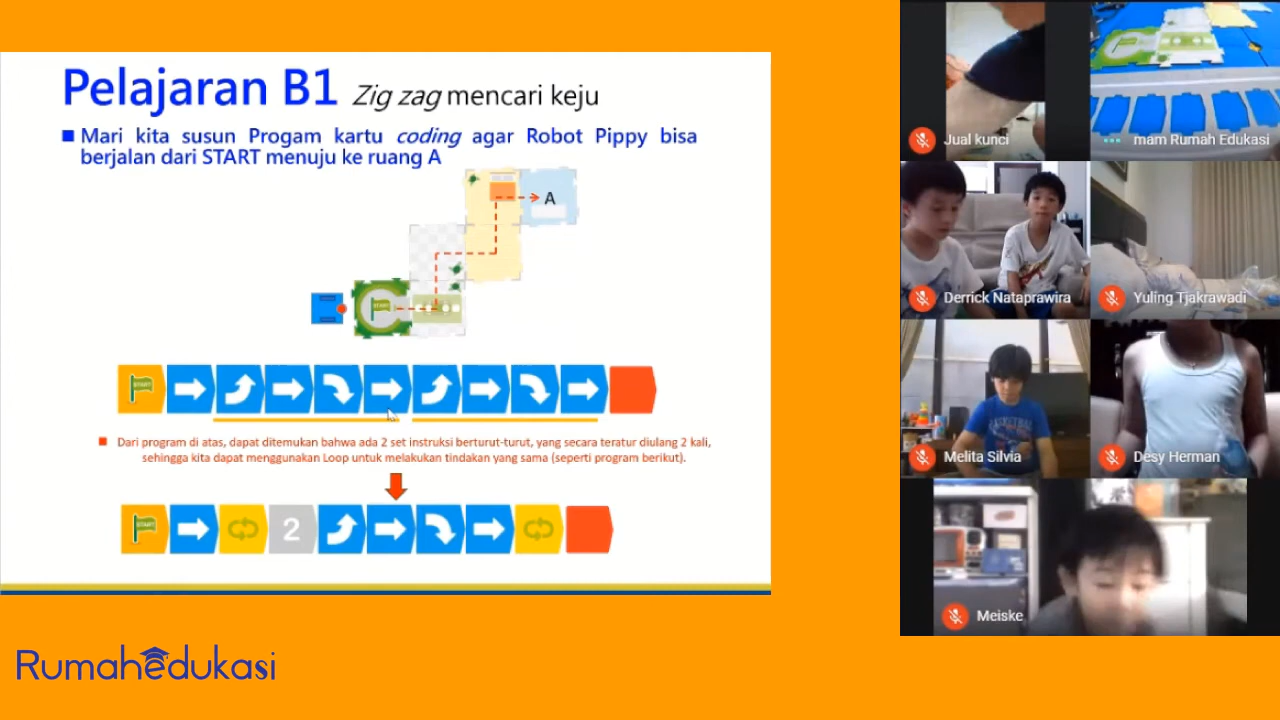 Pelajaran B1 Zig zag mencari keju
■ Mari kita susun Progam kartu coding agar Robot Pippy bisa
berjalan dari START menuju ke ruang A
A
START
START
■ Dari program di atas, dapat ditemukan bahwa ada 2 set instruksi berturut-turut, yang secara teratur diulang 2 kali,
sehingga kita dapat menggunakan Loop untuk melakukan tindakan yang sama (seperti program berikut).
START
2
RumahEdukasi
Jual kunci
mam Rumah Edukasi
Derrick Nataprawira
Yuling Tjakrawadi
Melita Silvia
Desy Herman
Meiske